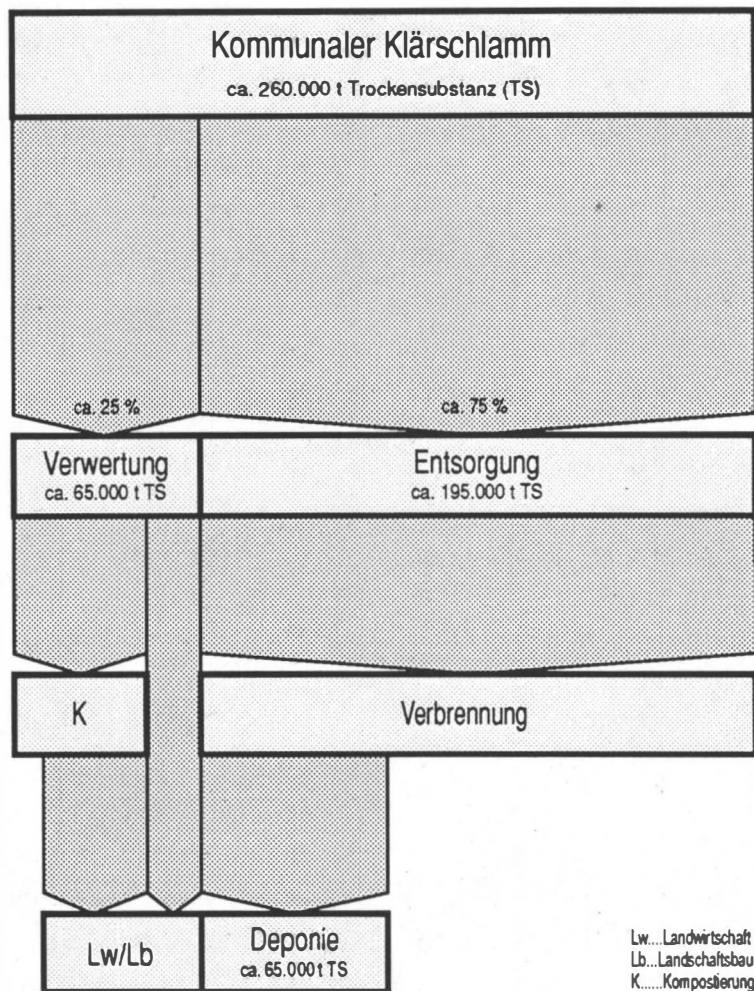 Kommunaler Klärschlamm
ca. 260.000 t Trockensubstanz (TS)
ca. 25 %
ca. 75 %
Verwertung
ca. 65.000 t TS
Entsorgung
ca. 195.000 t TS
K
Verbrennung
Lw/Lb
Deponie
ca. 65.000 t TS
Lw....Landwirtschaft
Lb...Landschaftsbau
K......Kompostierung